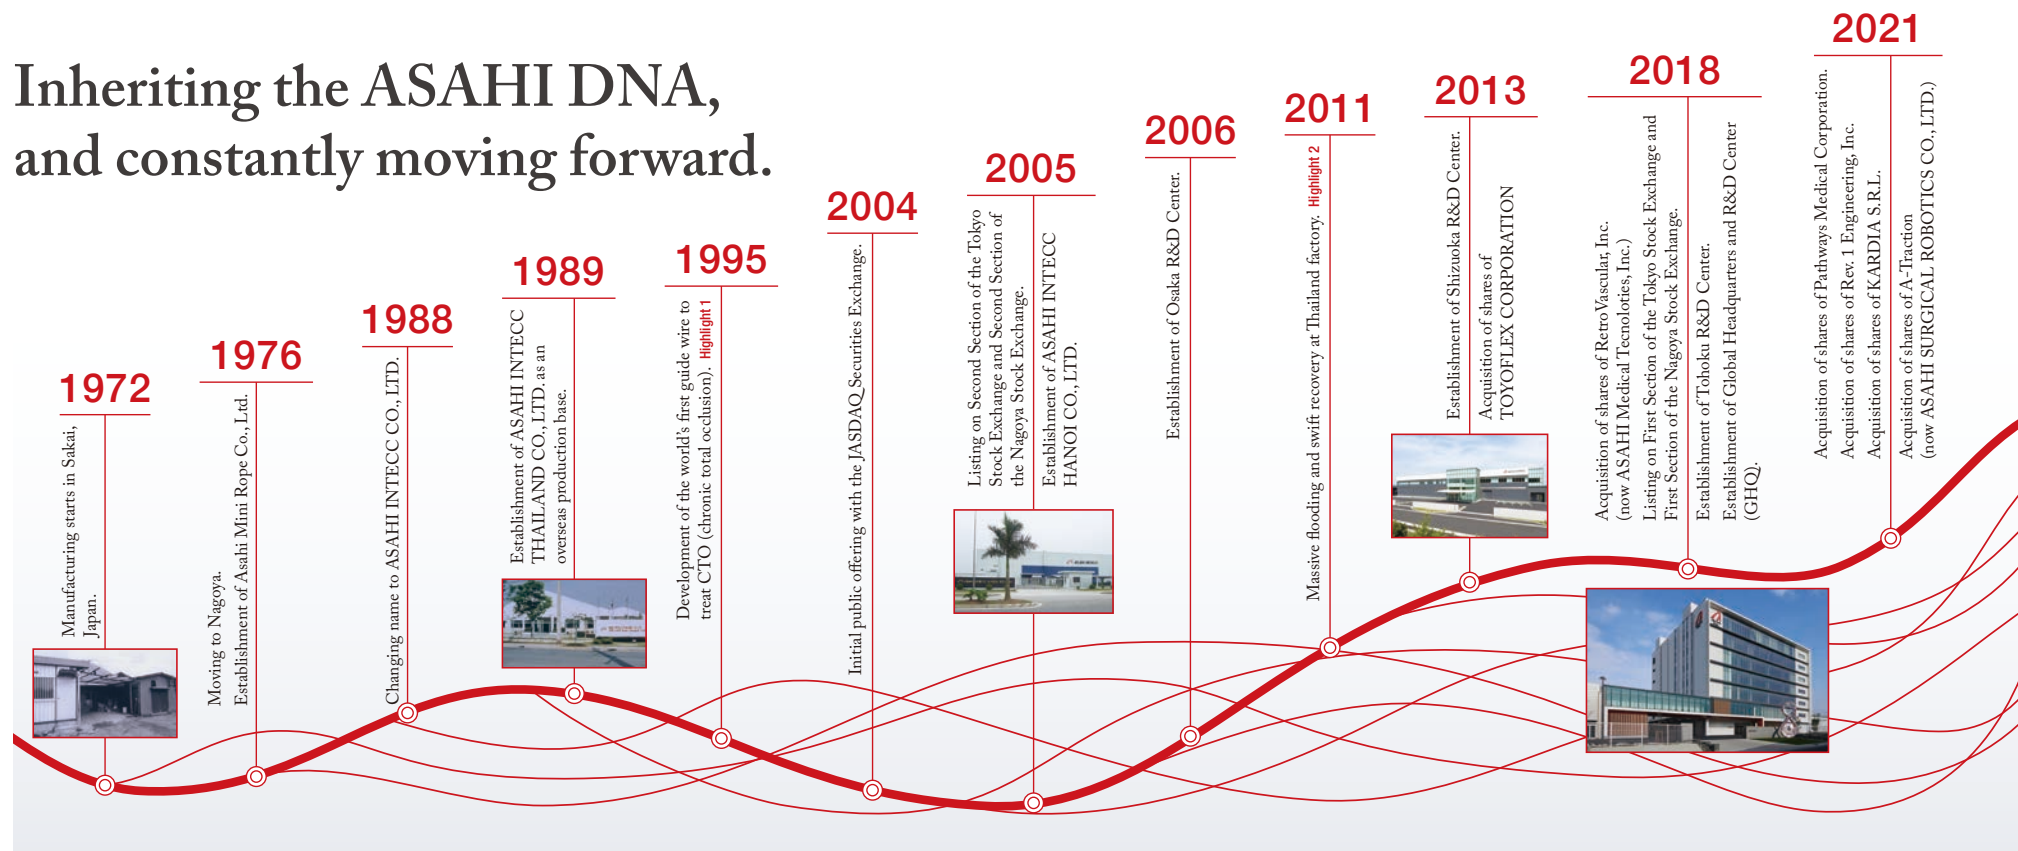 Inheriting the ASAHI DNA,
and constantly moving forward.
1972
Manufacturing starts in Sakai,
Japan.
1976
Moving to Nagoya.
Establishment of Asahi Mini Rope Co., Ltd.
1988
Changing name to ASAHI INTECC CO., LTD.
1989
Establishment of ASAHI INTECC
THAILAND CO., LTD. as an
overseas production base.
1995
Development of the world's first guide wire to
treat CTO (chronic total occlusion). Highlight 1
2004
Initial public offering with the JASDAQ Securities Exchange.
2005
Listing on Second Section of the Tokyo
Stock Exchange and Second Section of
the Nagoya Stock Exchange.
Establishment of ASAHI INTECC
HANOI CO., LTD.
2006
Establishment of Osaka R&D Center.
2011
Massive flooding and swift recovery at Thailand factory. Highlight 2
2013
Establishment of Shizuoka R&D Center.
Acquisition of shares of
TOYOFLEX CORPORATION
2018
Acquisition of shares of RetroVascular, Inc.
(now ASAHI Medical Tecnoloties, Inc.)
Listing on First Section of the Tokyo Stock Exchange and
First Section of the Nagoya Stock Exchange.
Establishment of Tohoku R&D Center.
Establishment of Global Headquarters and R&D Center
(GHQ).
2021
Acquisition of shares of Pathways Medical Corporation.
Acquisition of shares of Rev. 1 Engineering, Inc.
Acquisition of shares of KARDIA S.R.L.
Acquisition of shares of A-Traction
(now ASAHI SURGICAL ROBOTICS CO., LTD.)